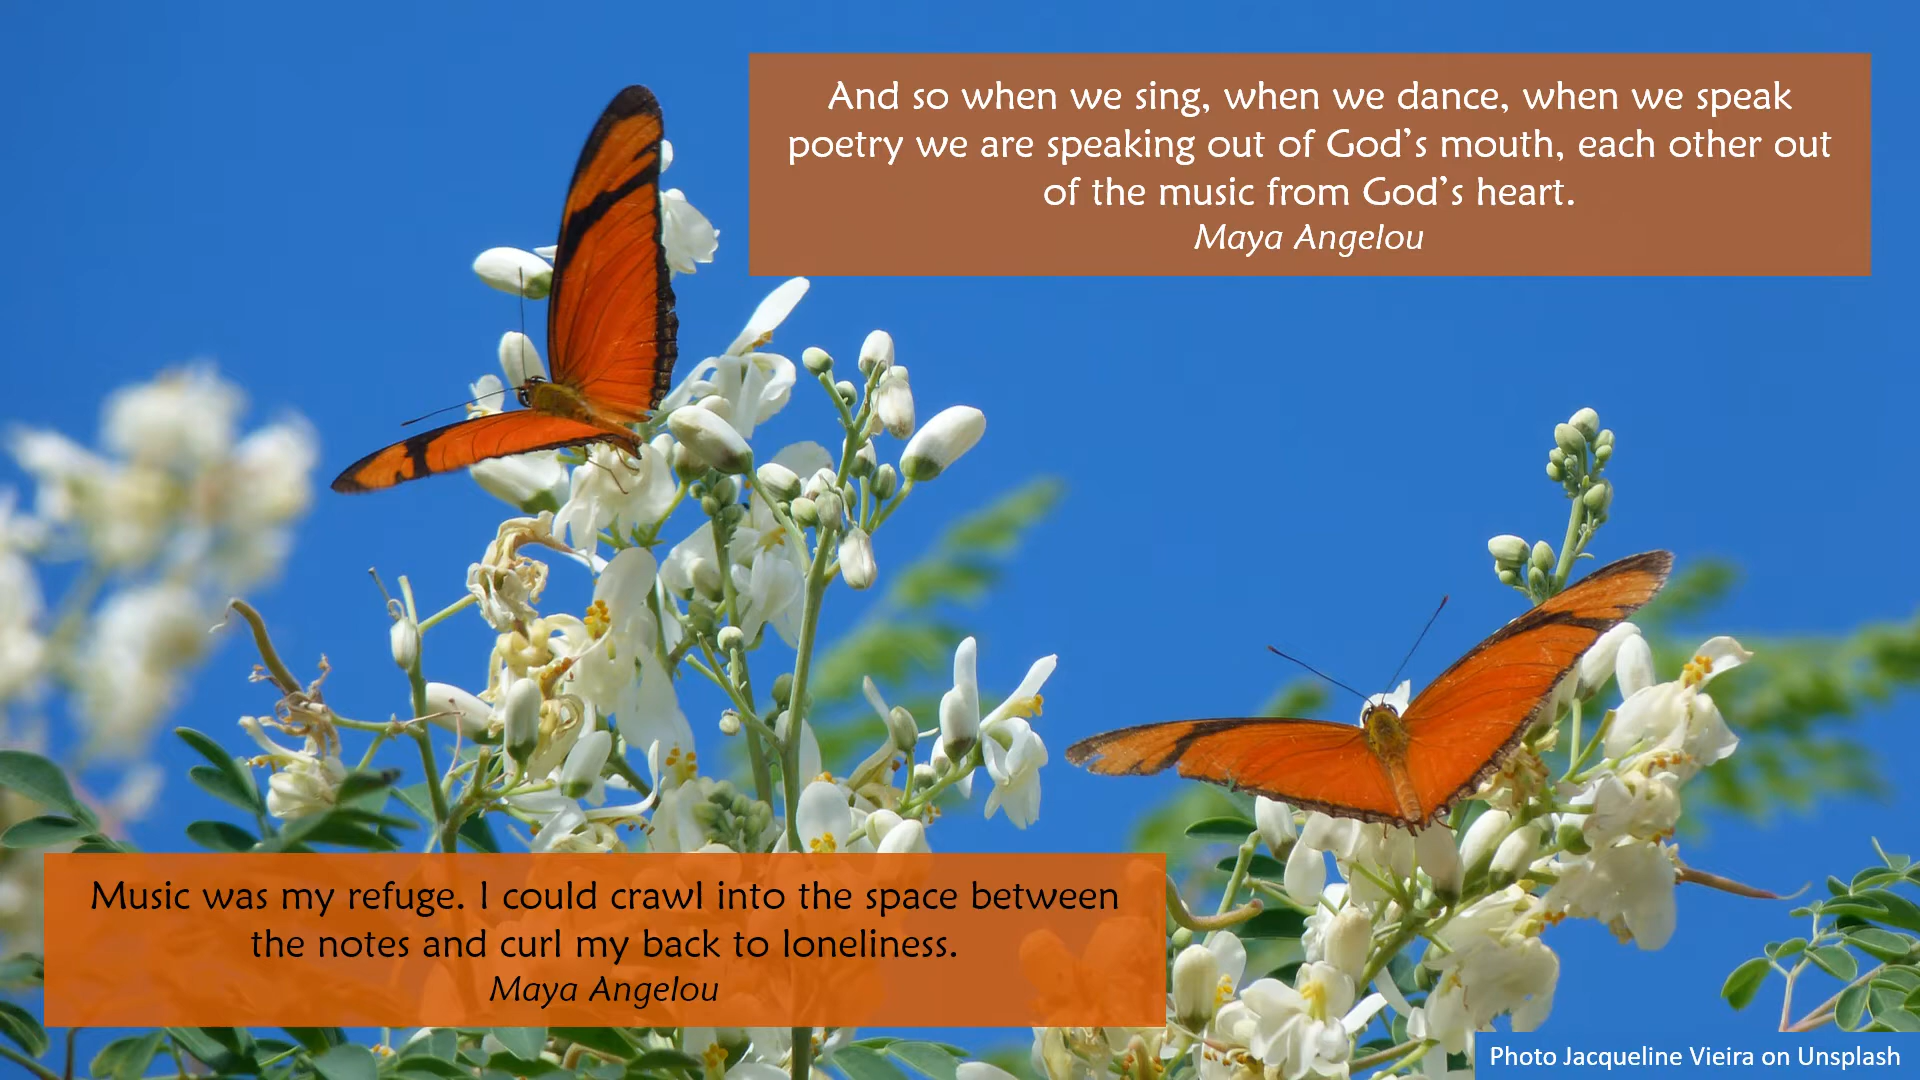 And so when we sing, when we dance, when we speak
poetry we are speaking out of God’s mouth, each other out
of the music from God’s heart.
Maya Angelou
Music was my refuge. I could crawl into the space between
the notes and curl my back to loneliness.
Maya Angelou
Photo Jacqueline Vieira on Unsplash